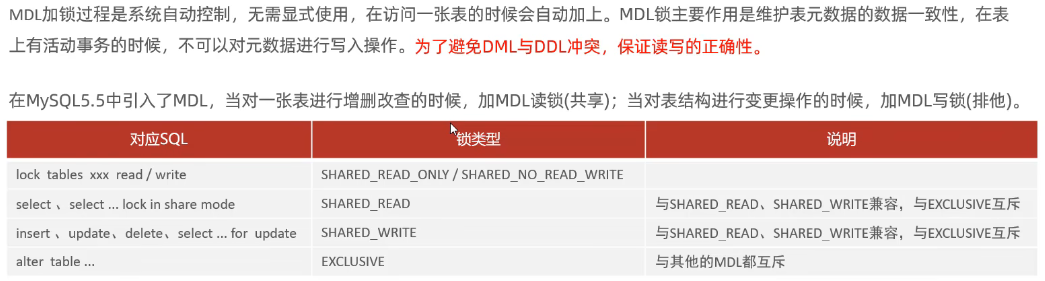 MDL加锁过程是系统自动控制，无需显式使用，在访问一张表的时候会自动加上。MDL锁主要作用是维护表元数据的数据一致性，在表
上有活动事务的时候，不可以对元数据进行写入操作。为了避免DML与DDL冲突，保证读写的正确性。
在MySQL5.5中引入了MDL，当对一张表进行增删改查的时候，加MDL读锁(共享)；当对表结构进行变更操作的时候，加MDL写锁(排他)。
对应SQL 锁类型 说明
lock tables xxx read / write SHARED_READ_ONLY / SHARED_NO_READ_WRITE
select 、select ... lock in share mode SHARED_READ 与SHARED_READ、SHARED_WRITE兼容，与EXCLUSIVE互斥
insert 、update、delete、select ... for update SHARED_WRITE 与SHARED_READ、SHARED_WRITE兼容，与EXCLUSIVE互斥
alter table ... EXCLUSIVE 与其他的MDL都互斥